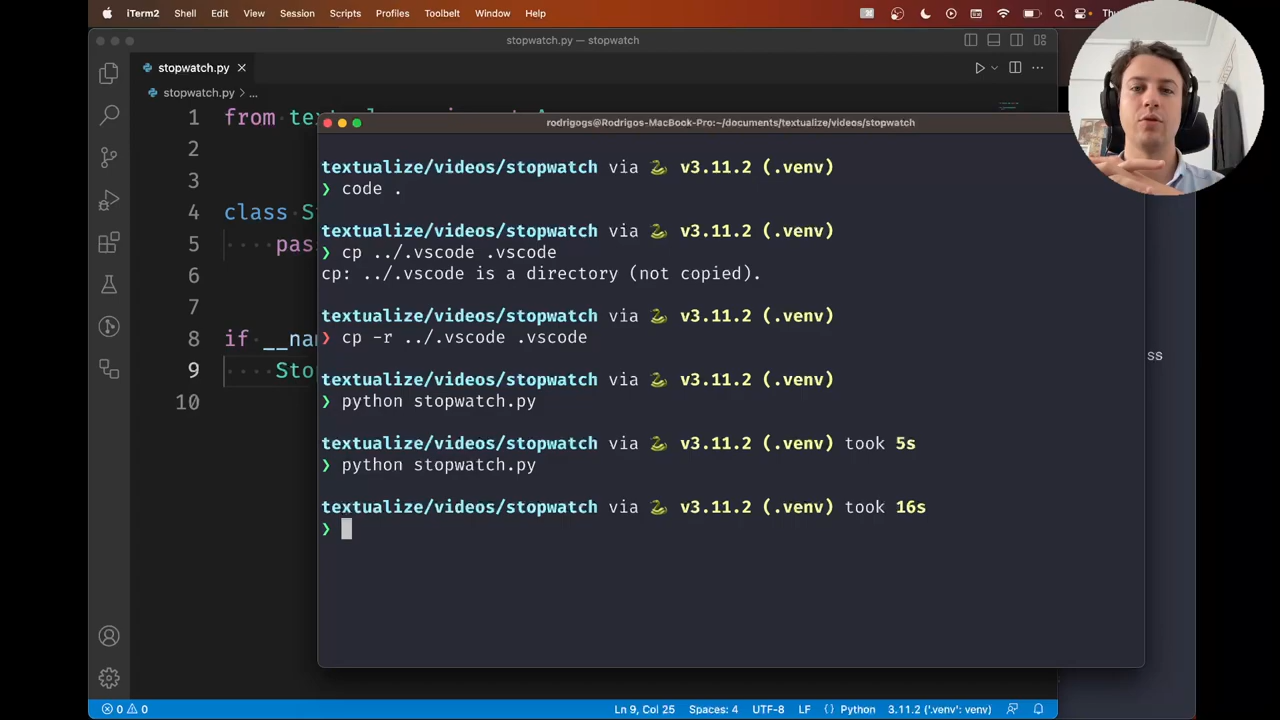 iTerm2 Shell Edit View Session Scripts Profiles Toolbelt Window Help
stopwatch.py — stopwatch
stopwatch.py
stopwatch.py > ...
1 from
2
3
4 class
5
6
7
8 if
9
10
rodrigogs@Rodrigos-MacBook-Pro:~/documents/textualize/videos/stopwatch
textualize/videos/stopwatch via v3.11.2 (.venv)
❯ code .
textualize/videos/stopwatch via v3.11.2 (.venv)
❯ cp ../.vscode .vscode
cp: ../.vscode is a directory (not copied).
textualize/videos/stopwatch via v3.11.2 (.venv)
❯ cp -r ../.vscode .vscode
textualize/videos/stopwatch via v3.11.2 (.venv)
❯ python stopwatch.py
textualize/videos/stopwatch via v3.11.2 (.venv) took 5s
❯ python stopwatch.py
textualize/videos/stopwatch via v3.11.2 (.venv) took 16s
❯
ss
0 0
Ln 9, Col 25 Spaces: 4 UTF-8 LF {} Python 3.11.2 ('.venv': venv)